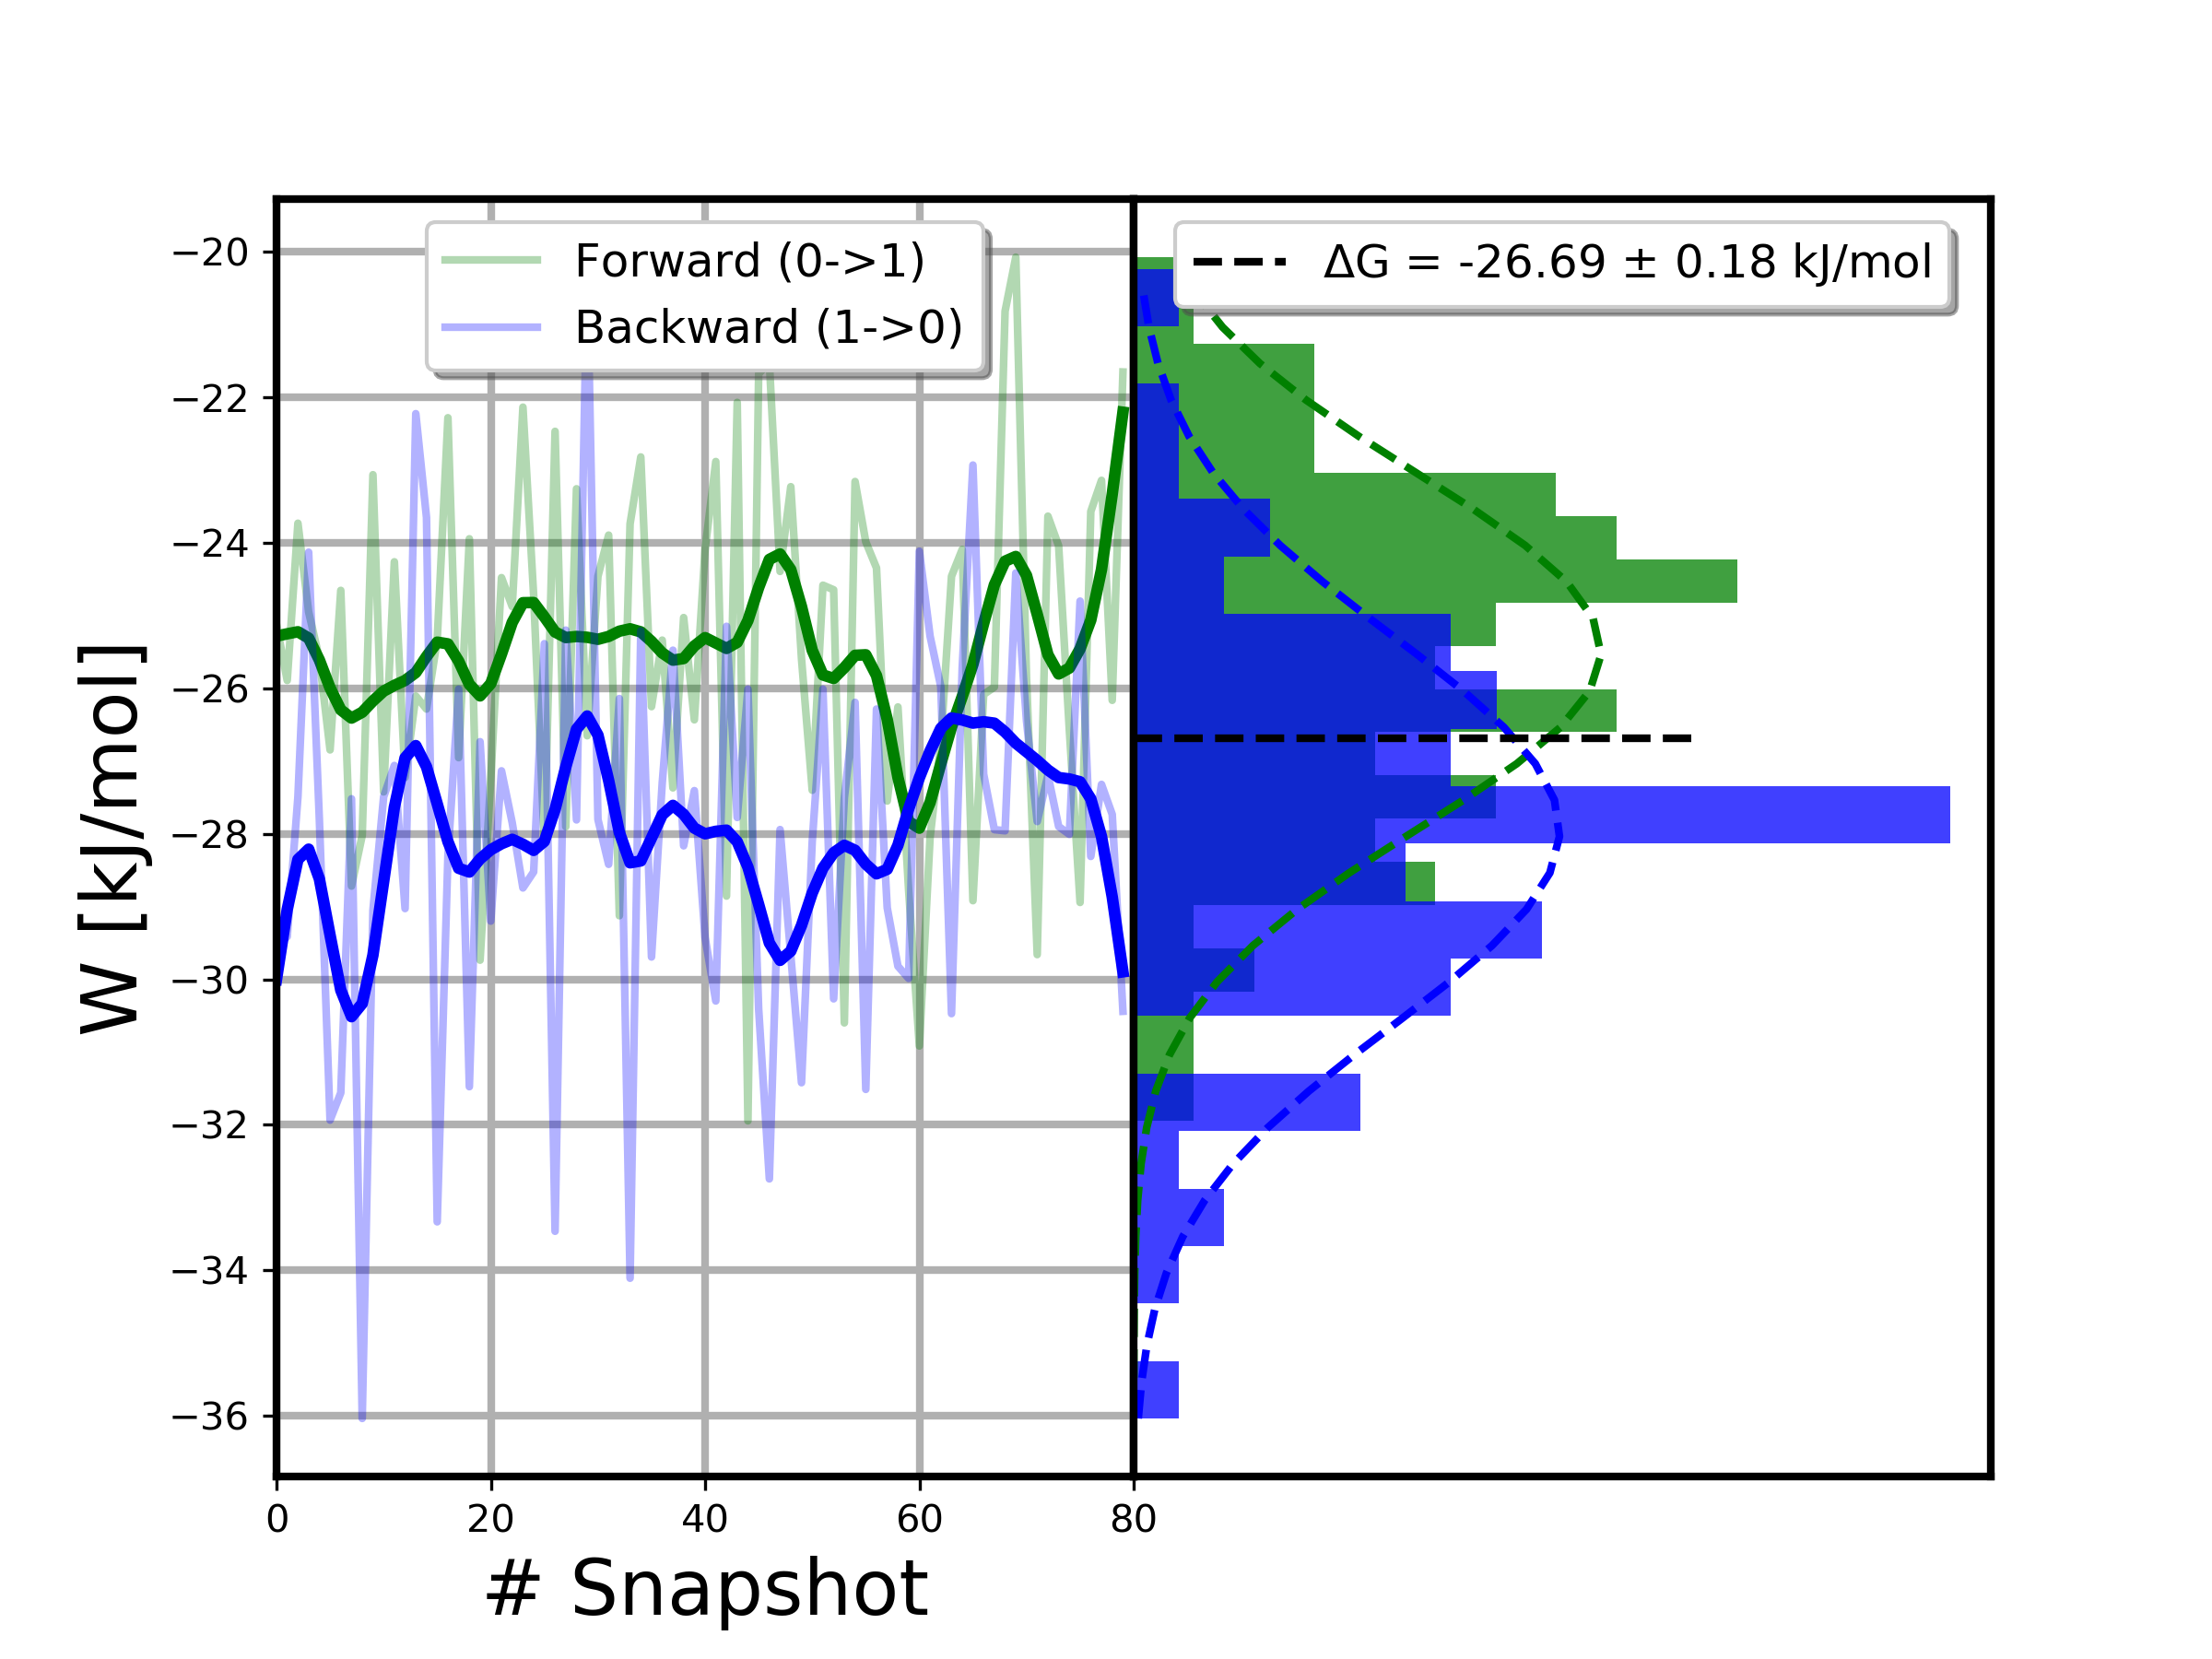 Forward (0->1)
Backward (1->0)
ΔG = -26.69 ± 0.18 kJ/mol
W [kJ/mol]
−20
−22
−24
−26
−28
−30
−32
−34
−36
0 20 40 60 80
# Snapshot